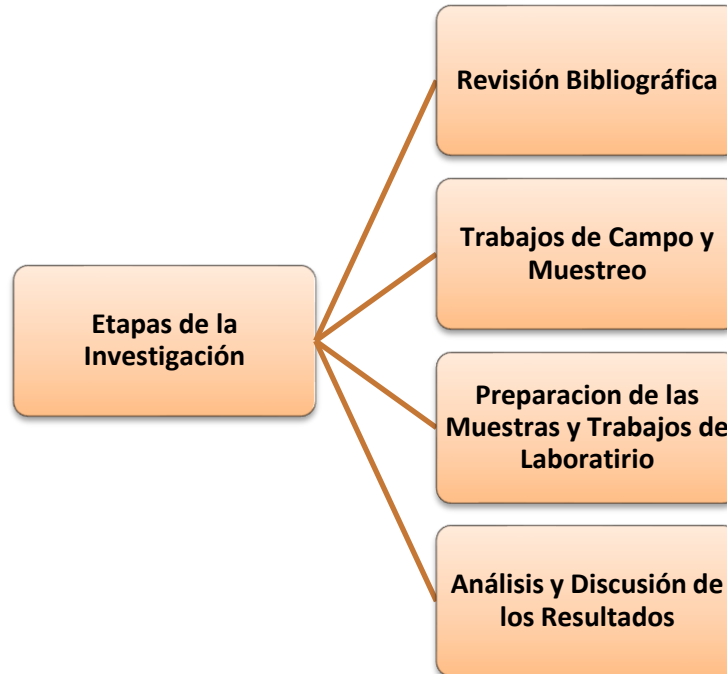 Etapas de la
Investigación
Revisión Bibliográfica
Trabajos de Campo y
Muestreo
Preparacion de las
Muestras y Trabajos de
Laboratirio
Análisis y Discusión de
los Resultados